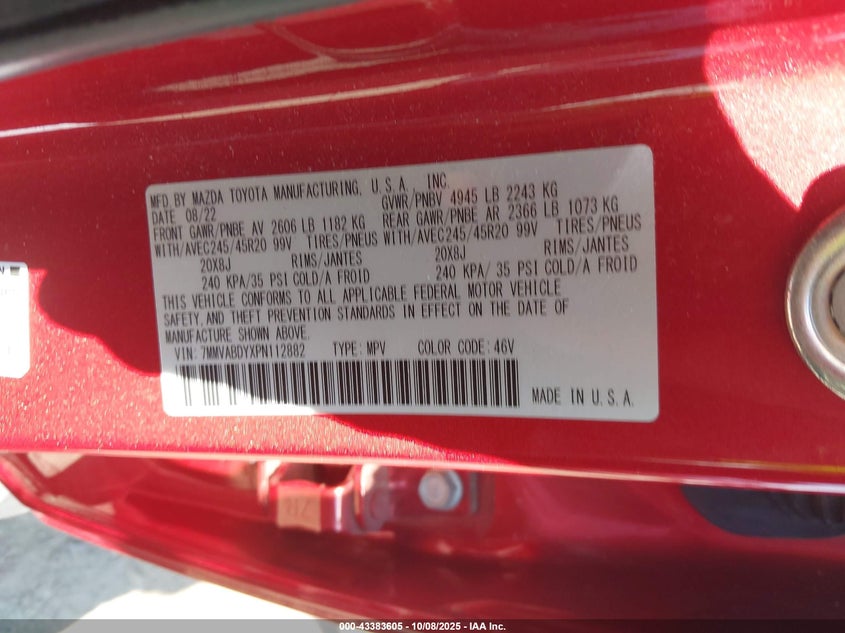 MFD.BY MAZDA TOYOTA MANUFACTURING, U.S.A., INC.
DATE 08/22 GVWR/PNBV 4945 LB 2243 KG
FRONT GAWR/PNBE AV 2606 LB 1182 KG REAR GAWR/PNBE AR 2366 LB 1073 KG
WITH/AVEC245/45R20 99V TIRES/PNEUS WITH/AVEC245/45R20 99V TIRES/PNEUS
20X8J RIMS/JANTES 20X8J RIMS/JANTES
240 KPA/35 PSI COLD/A FROID 240 KPA/ 35 PSI COLD/A FROID
THIS VEHICLE CONFORMS TO ALL APPLICABLE FEDERAL MOTOR VEHICLE
SAFETY, AND THEFT PREVENTION STANDARDS IN EFFECT ON THE DATE OF
MANUFACTURE SHOWN ABOVE.
VIN:7MMVABDYXPN112882 TYPE:MPV COLOR CODE:46V
MADE IN U.S.A.
000-43383605 - 10/08/2025 - IAA Inc.